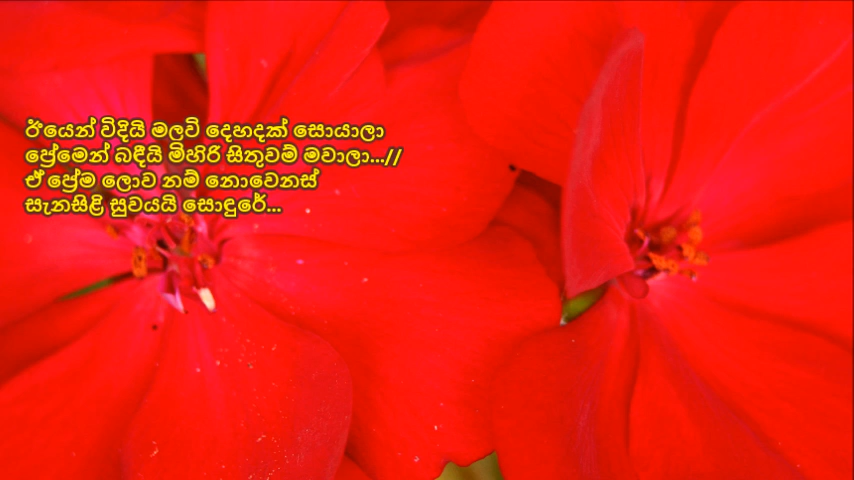 ඊයෙන් විදියි මලවි දෙහදක් සොයාලා
ප්‍රේමෙන් බඳියි මිහිරි සිතුවම් මවාලා...//
ඒ ප්‍රේම ලොව නම් නොවෙනස්
සැනසිළි සුවයයි සොඳුරේ...